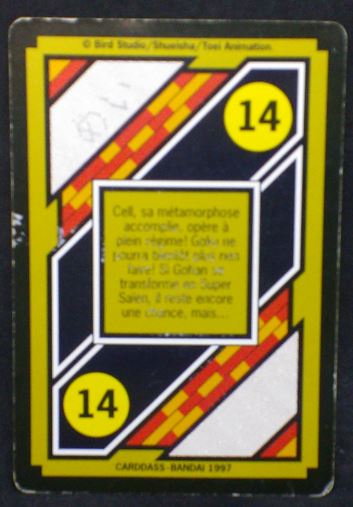 © Bird Studio/Shueisha/Toei Animation.
14
Cell, sa métamorphose
accomplie, opère à
plein régime! Goku ne
pourra bientôt plus rien
faire! Si Gohan se
transforme en Super
Saïen, il reste encore
une chance, mais...
14
CARDDASS-BANDAI 1997